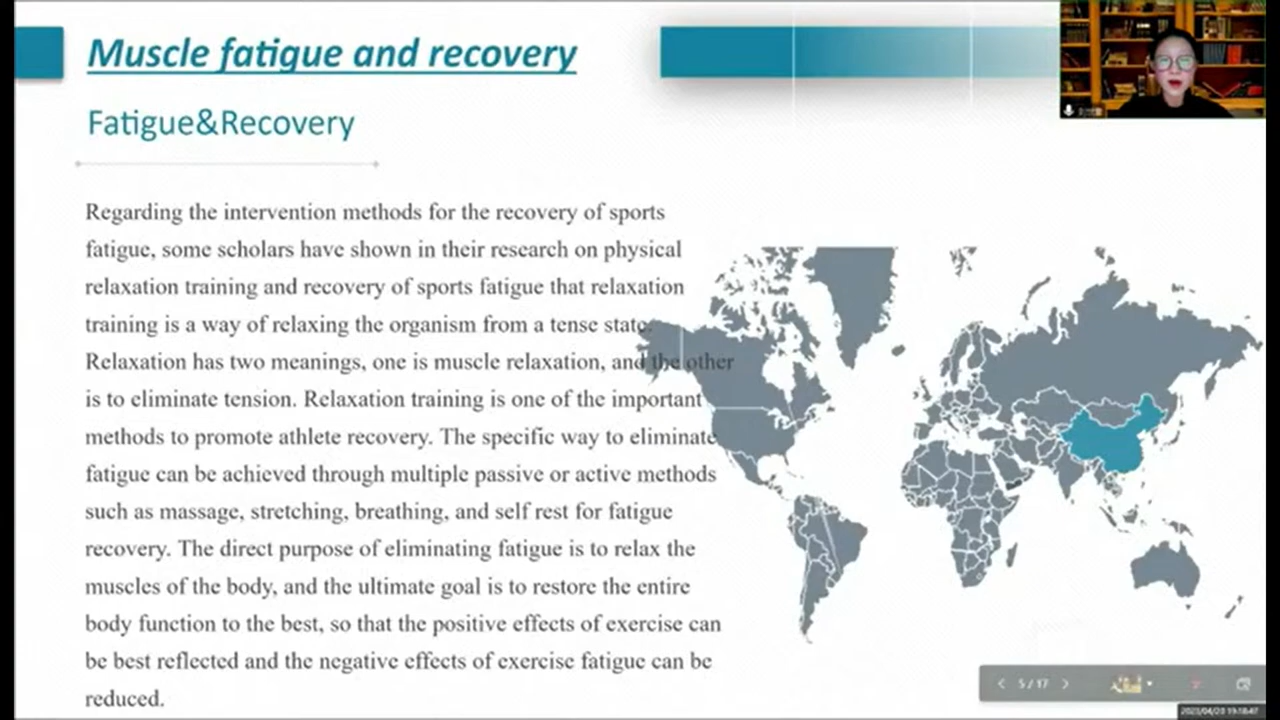 Muscle fatigue and recovery
Fatigue&Recovery
Regarding the intervention methods for the recovery of sports
fatigue, some scholars have shown in their research on physical
relaxation training and recovery of sports fatigue that relaxation
training is a way of relaxing the organism from a tense state.
Relaxation has two meanings, one is muscle relaxation, and the other
is to eliminate tension. Relaxation training is one of the important
methods to promote athlete recovery. The specific way to eliminate
fatigue can be achieved through multiple passive or active methods
such as massage, stretching, breathing, and self rest for fatigue
recovery. The direct purpose of eliminating fatigue is to relax the
muscles of the body, and the ultimate goal is to restore the entire
body function to the best, so that the positive effects of exercise can
be best reflected and the negative effects of exercise fatigue can be
reduced.
5 / 17